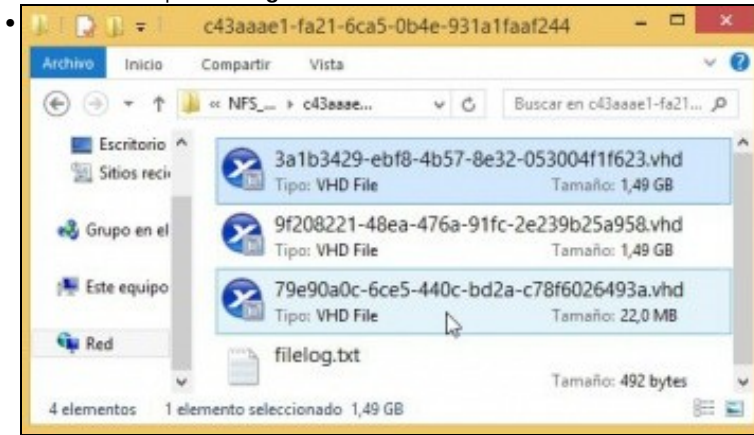 c43aaae1-fa21-6ca5-0b4e-931a1faaf244
Archivo Inicio Compartir Vista
« NFS_... ▸ c43aaae... Buscar en c43aaae1-fa21...
Escritorio
Sitios recie
Grupo en el
Este equipo
Red
3a1b3429-ebf8-4b57-8e32-053004f1f623.vhd
Tipo: VHD File Tamaño: 1,49 GB
9f208221-48ea-476a-91fc-2e239b25a958.vhd
Tipo: VHD File Tamaño: 1,49 GB
79e90a0c-6ce5-440c-bd2a-c78f6026493a.vhd
Tipo: VHD File Tamaño: 22,0 MB
filelog.txt
Tamaño: 492 bytes
4 elementos 1 elemento seleccionado 1,49 GB